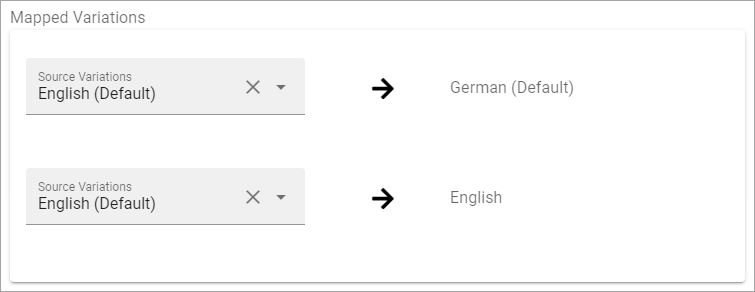 Mapped Variations
Source Variations
English (Default)
German (Default)
Source Variations
English (Default)
English